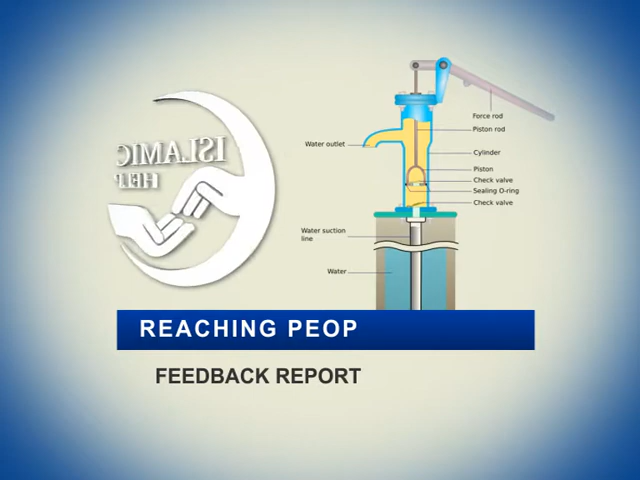 ISLAMIC
HELP
Force rod
Piston rod
Water outlet
Cylinder
Piston
Check valve
Sealing O-ring
Check valve
Water suction
line
Water
REACHING PEOP
FEEDBACK REPORT